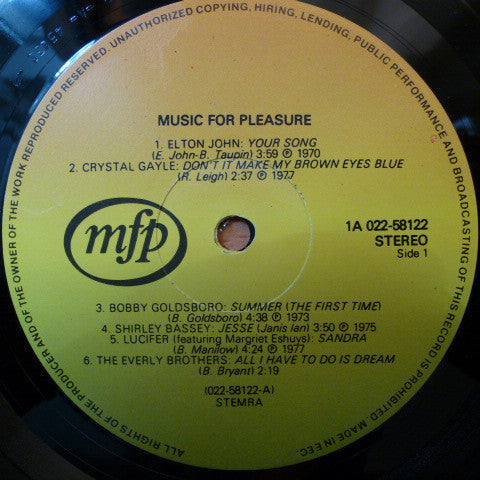 ALL RIGHTS OF THE PRODUCER AND OF THE OWNER OF THE WORK REPRODUCED RESERVED. UNAUTHORIZED COPYING, HIRING, LENDING, PUBLIC PERFORMANCE AND BROADCASTING OF THIS RECORD IS PROHIBITED. MADE IN EEC.
MUSIC FOR PLEASURE
1. ELTON JOHN: YOUR SONG
(E. John-B. Taupin) 3:59 ℗ 1970
2. CRYSTAL GAYLE: DON'T IT MAKE MY BROWN EYES BLUE
(R. Leigh) 2:37 ℗ 1977
mfp
1A 022-58122
STEREO
Side 1
3. BOBBY GOLDSBORO: SUMMER (THE FIRST TIME)
(B. Goldsboro) 4:38 ℗ 1973
4. SHIRLEY BASSEY: JESSE (Janis Ian) 3:50 ℗ 1975
5. LUCIFER (featuring Margriet Eshuys): SANDRA
(B. Manilow) 4:24 ℗ 1977
6. THE EVERLY BROTHERS: ALL I HAVE TO DO IS DREAM
(B. Bryant) 2:19
(022-58122-A)
STEMRA